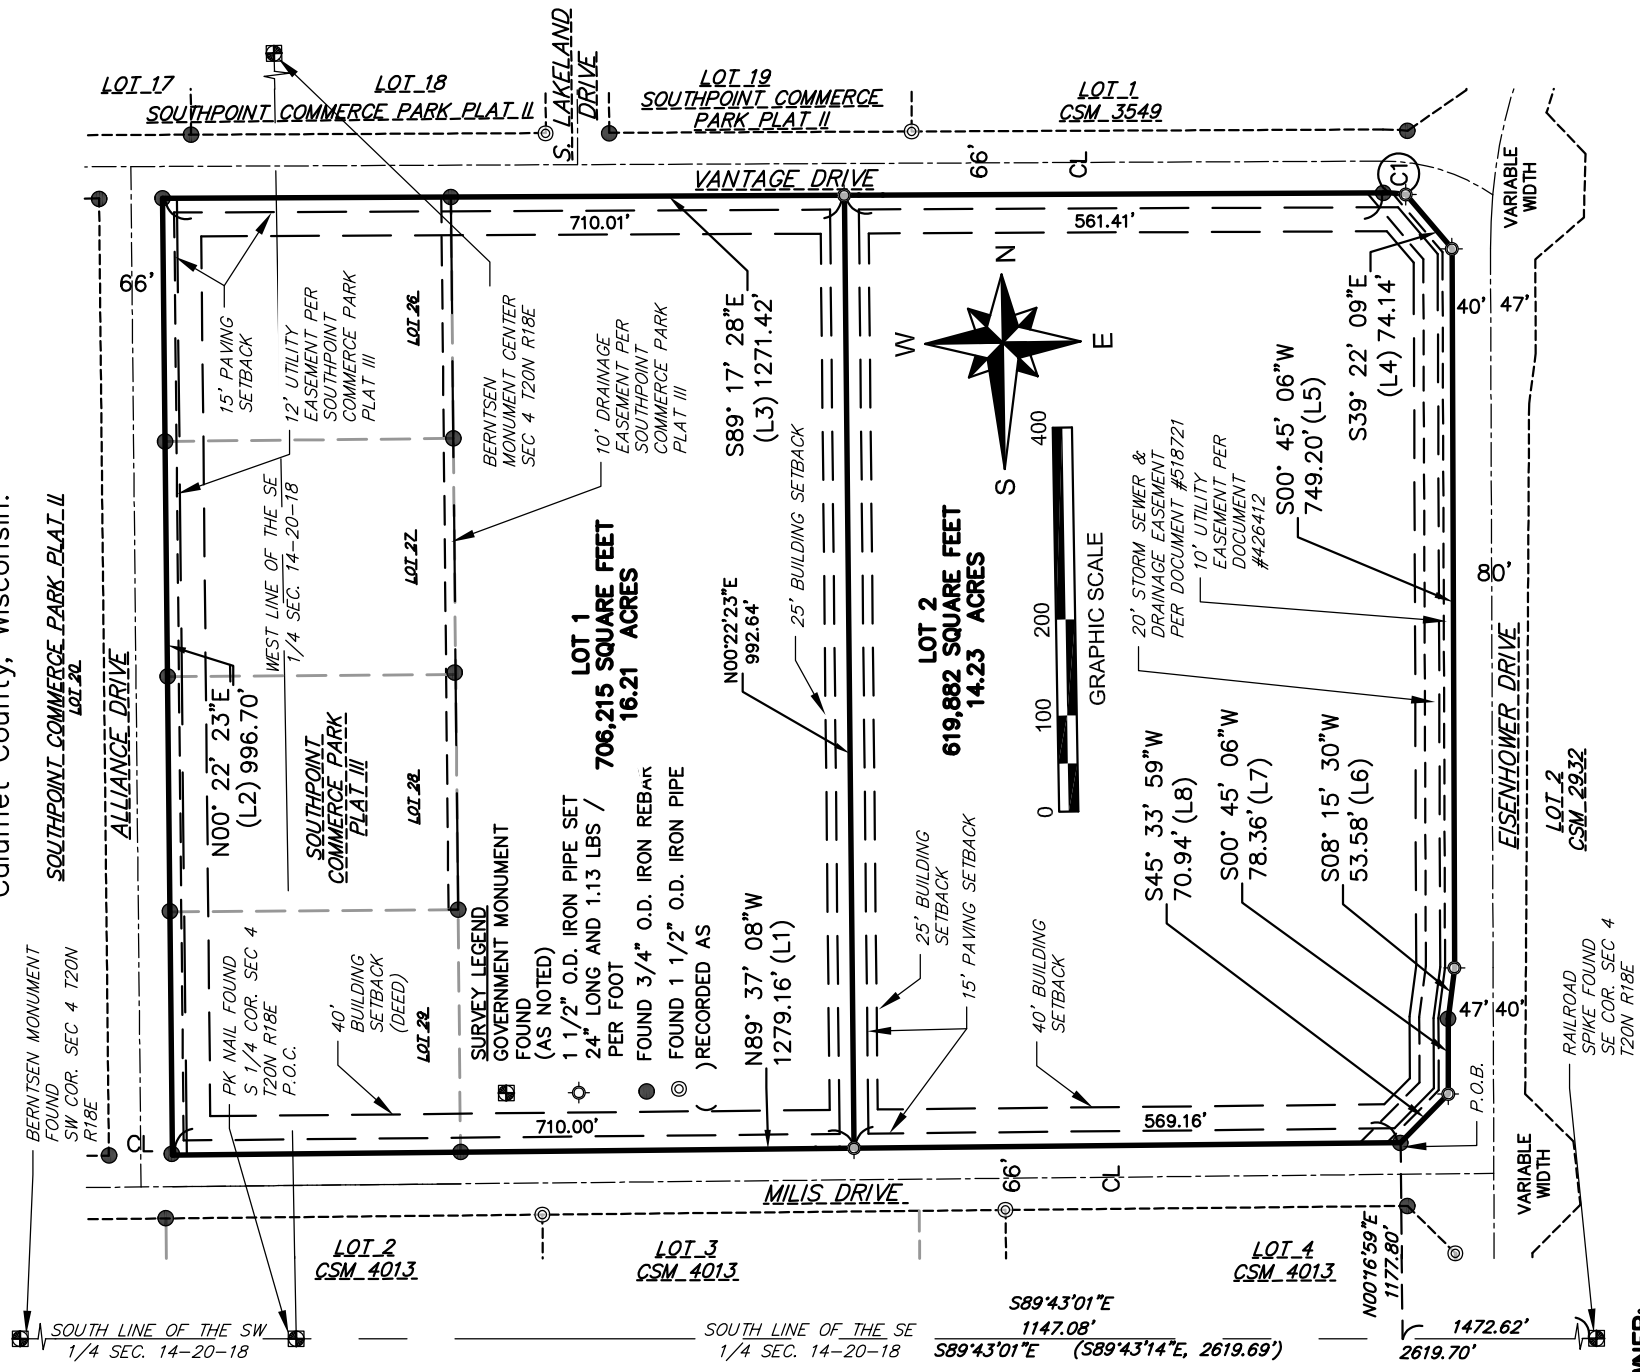 Calumet County, Wisconsin.
LOT 17
LOT 18
SOUTHPOINT COMMERCE PARK PLAT II
S. LAKELAND
DRIVE
LOT 19
SOUTHPOINT COMMERCE
PARK PLAT II
LOT 1
CSM 3549
VANTAGE DRIVE
66'
CL
C1
VARIABLE
WIDTH
SOUTHPOINT COMMERCE PARK PLAT II
LOT 20
ALLIANCE DRIVE
66'
15' PAVING
SETBACK
12' UTILITY
EASEMENT PER
SOUTHPOINT
COMMERCE PARK
PLAT III
LOT 26
BERNTSEN
MONUMENT CENTER
SEC 4 T20N R18E
710.01'
10' DRAINAGE
EASEMENT PER
SOUTHPOINT
COMMERCE PARK
PLAT III
S89° 17' 28"E
(L3) 1271.42'
561.41'
N
W
E
S
S39° 22' 09"E
(L4) 74.14'
40'
47'
N00° 22' 23"E
(L2) 996.70'
WEST LINE OF THE SE
1/4 SEC. 14-20-18
LOT 27
SOUTHPOINT
COMMERCE PARK
PLAT III
LOT 28
LOT 1
706,215 SQUARE FEET
16.21 ACRES
N00°22'23"E
992.64'
25' BUILDING SETBACK
LOT 2
619,882 SQUARE FEET
14.23 ACRES
0
100
200
400
GRAPHIC SCALE
20' STORM SEWER &
DRAINAGE EASEMENT
PER DOCUMENT #518721
10' UTILITY
EASEMENT PER
DOCUMENT
#426412
S00° 45' 06"W
749.20' (L5)
80'
EISENHOWER DRIVE
LOT 2
CSM 2932
BERNTSEN MONUMENT
FOUND
SW COR. SEC 4 T20N
R18E
CL
PK NAIL FOUND
S 1/4 COR. SEC 4
T20N R18E
P.O.C.
40'
BUILDING
SETBACK
(DEED)
LOT 29
SURVEY LEGEND
GOVERNMENT MONUMENT
FOUND
(AS NOTED)
1 1/2" O.D. IRON PIPE SET
24" LONG AND 1.13 LBS /
PER FOOT
FOUND 3/4" O.D. IRON REBAR
FOUND 1 1/2" O.D. IRON PIPE
( ) RECORDED AS
710.00'
N89° 37' 08"W
1279.16' (L1)
25' BUILDING
SETBACK
15' PAVING SETBACK
40' BUILDING
SETBACK
569.16'
S45° 33' 59"W
70.94' (L8)
S00° 45' 06"W
78.36' (L7)
S08° 15' 30"W
53.58' (L6)
47'
40'
P.O.B.
RAILROAD
SPIKE FOUND
SE COR. SEC 4
T20N R18E
VARIABLE
WIDTH
MILIS DRIVE
66'
CL
LOT 2
CSM 4013
LOT 3
CSM 4013
LOT 4
CSM 4013
N00°16'59"E
1177.80'
SOUTH LINE OF THE SW
1/4 SEC. 14-20-18
SOUTH LINE OF THE SE
1/4 SEC. 14-20-18
S89°43'01"E
1147.08'
S89°43'01"E
(S89°43'14"E, 2619.69')
1472.62'
2619.70'